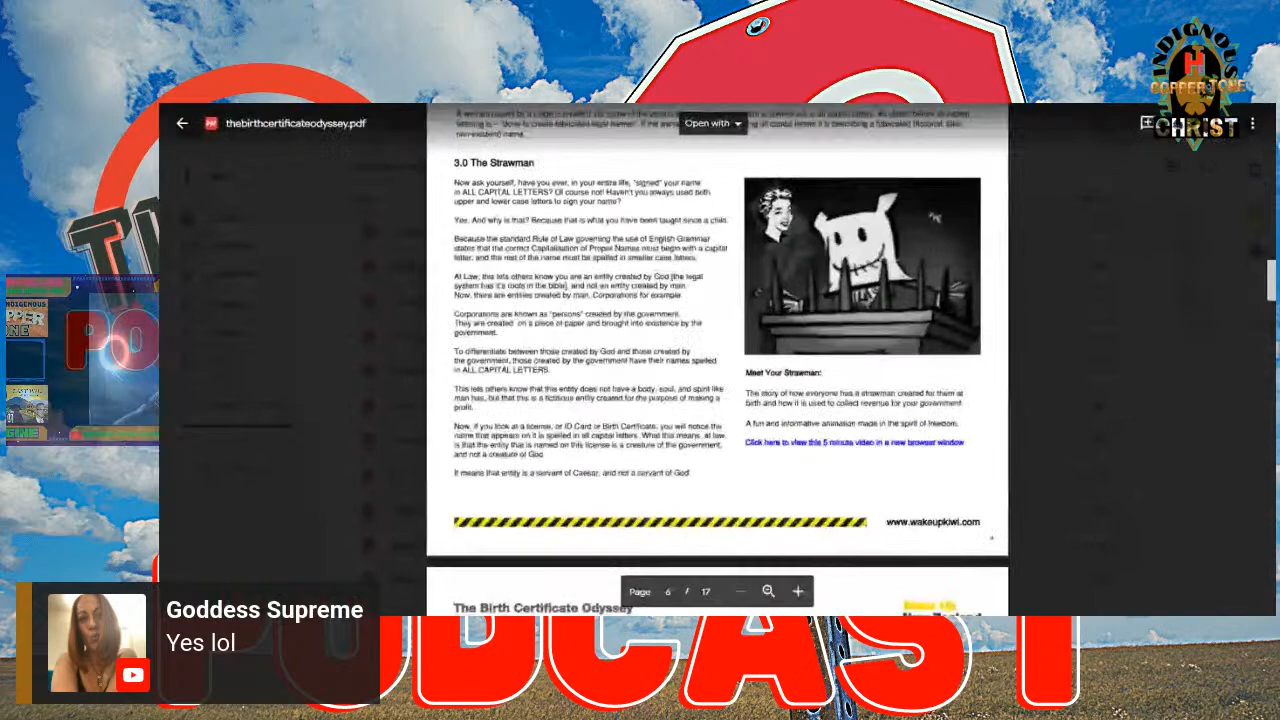 INDIGNOUS
COPPER TONE
CHRIST
thebirthcertificateodyssey.pdf
Open with
3.0 The Strawman
Now ask yourself, have you ever, in your entire life, "signed" your name
in ALL CAPITAL LETTERS? Of course not! Haven't you always used both
upper and lower case letters to sign your name?
Yes. And why is that? Because that is what you have been taught since a child.
Because the standard Rule of Law governing the use of English Grammar
states that the correct Capitalisation of Proper Names must begin with a capital
letter, and the rest of the name must be spelled in smaller case letters.
At Law, this lets others know you are an entity created by God [the legal
system has it's roots in the bible], and not an entity created by man.
Now, there are entities created by man, Corporations for example.
Corporations are known as "persons" created by the government.
They are created on a piece of paper and brought into existence by the
government.
To differentiate between those created by God and those created by
the government, those created by the government have their names spelled
in ALL CAPITAL LETTERS.
This lets others know that this entity does not have a body, soul, and spirit like
man has, but that this is a fictitious entity created for the purpose of making a
profit.
Now, if you look at a license, or ID Card or Birth Certificate, you will notice the
name that appears on it is spelled in all capital letters. What this means, at law,
is that the entity that is named on this license is a creature of the government,
and not a creature of God
It means that entity is a servant of Caesar, and not a servant of God!
Meet Your Strawman:
The story of how everyone has a strawman created for them at
birth and how it is used to collect revenue for your government.
A fun and informative animation made in the spirit of freedom.
Click here to view this 5 minute video in a new browser window
www.wakeupkiwi.com
Page 6 / 17
The Birth Certificate Odyssey
PODCAST
Goddess Supreme
Yes lol